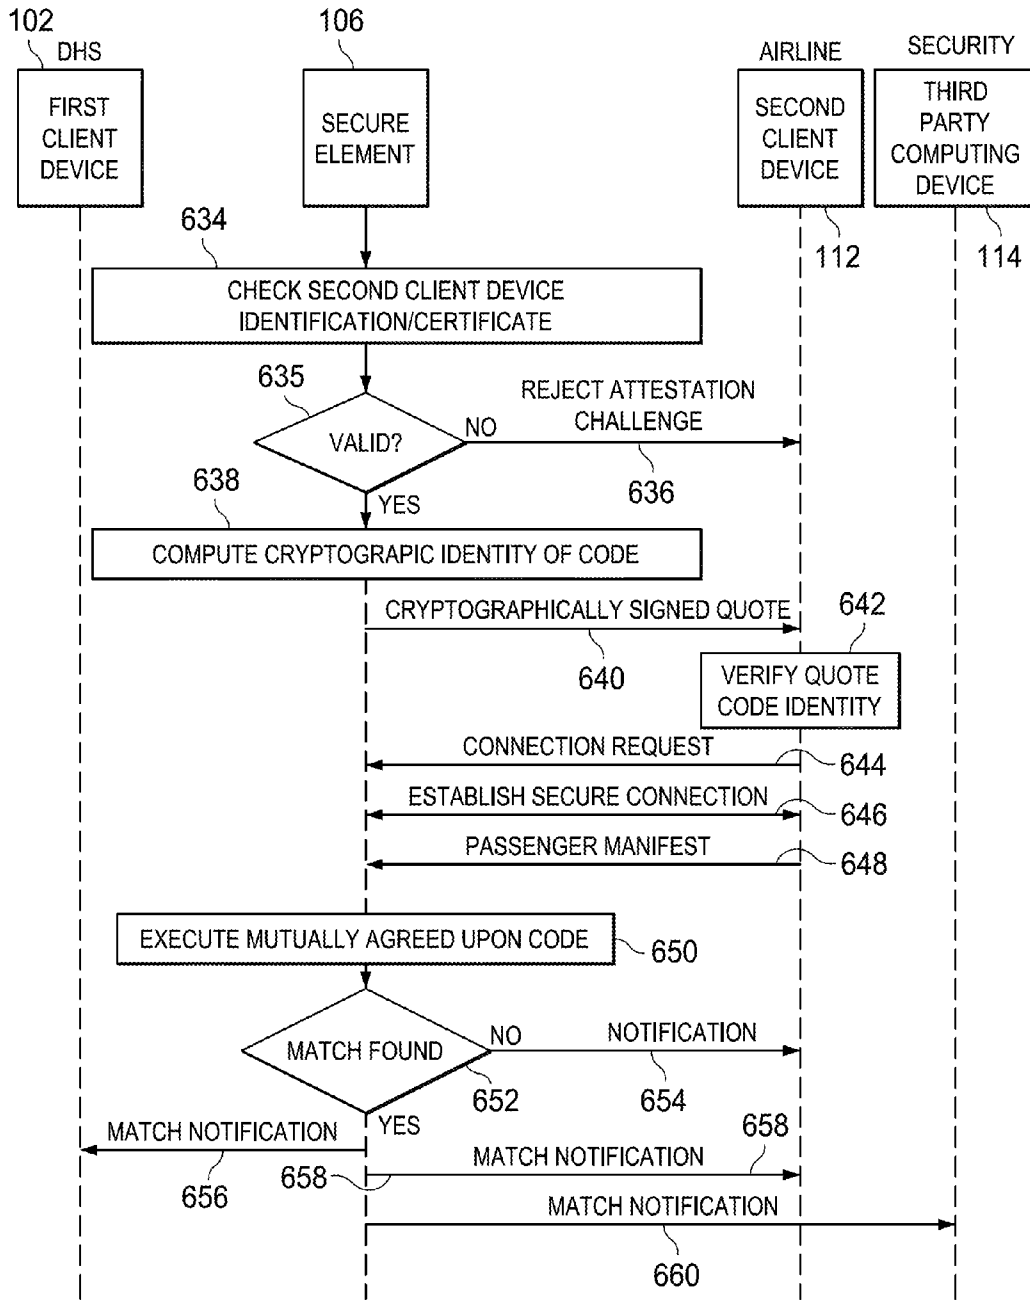 102
DHS
106
AIRLINE
SECURITY
FIRST
CLIENT
DEVICE
SECURE
ELEMENT
SECOND
CLIENT
DEVICE
THIRD
PARTY
COMPUTING
DEVICE
634
112
114
CHECK SECOND CLIENT DEVICE
IDENTIFICATION/CERTIFICATE
635
REJECT ATTESTATION
CHALLENGE
VALID?
NO
636
638
YES
COMPUTE CRYPTOGRAPIC IDENTITY OF CODE
CRYPTOGRAPHICALLY SIGNED QUOTE
642
640
VERIFY QUOTE
CODE IDENTITY
CONNECTION REQUEST
644
ESTABLISH SECURE CONNECTION
646
PASSENGER MANIFEST
648
EXECUTE MUTUALLY AGREED UPON CODE
650
MATCH FOUND
NO
NOTIFICATION
652
654
YES
MATCH NOTIFICATION
656
658
MATCH NOTIFICATION
658
MATCH NOTIFICATION
660